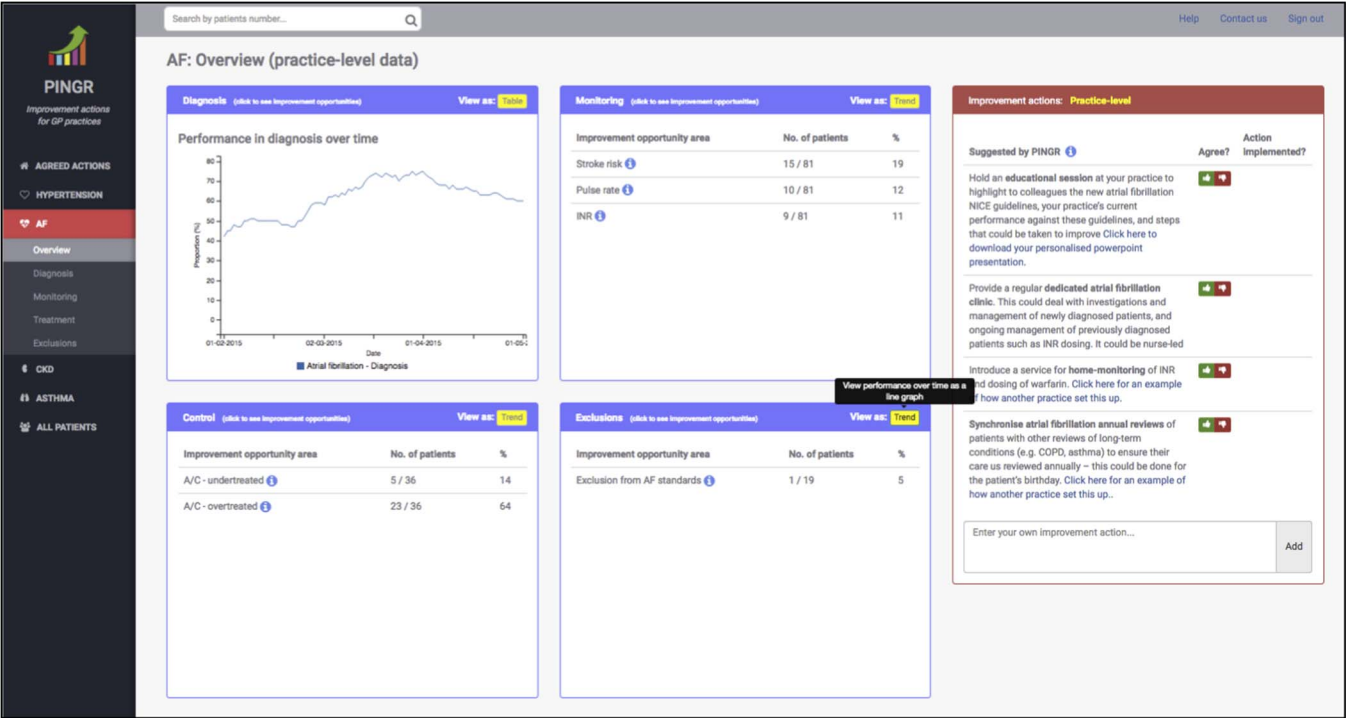 Search by patients number...
Help Contact us Sign out
PINGR
Improvement actions
for GP practices
AGREED ACTIONS
HYPERTENSION
AF
Overview
Diagnosis
Monitoring
Treatment
Exclusions
CKD
ASTHMA
ALL PATIENTS
AF: Overview (practice-level data)
Diagnosis (click to see improvement opportunities) View as: Table
Performance in diagnosis over time
Proportion (%)
80
70
60
50
40
30
20
10
0
01-02-2015 02-03-2015 01-04-2015 01-05-2
Date
Atrial fibrillation - Diagnosis
Monitoring (click to see improvement opportunities) View as: Trend
Improvement opportunity area No. of patients %
Stroke risk 15 / 81 19
Pulse rate 10 / 81 12
INR 9 / 81 11
Control (click to see improvement opportunities) View as: Trend
Improvement opportunity area No. of patients %
A/C - undertreated 5 / 36 14
A/C - overtreated 23 / 36 64
View performance over time as a
line graph
Exclusions (click to see improvement opportunities) View as: Trend
Improvement opportunity area No. of patients %
Exclusion from AF standards 1 / 19 5
Improvement actions: Practice-level
Suggested by PINGR Agree? Action
implemented?
Hold an educational session at your practice to
highlight to colleagues the new atrial fibrillation
NICE guidelines, your practice's current
performance against these guidelines, and steps
that could be taken to improve Click here to
download your personalised powerpoint
presentation.
Provide a regular dedicated atrial fibrillation
clinic. This could deal with investigations and
management of newly diagnosed patients, and
ongoing management of previously diagnosed
patients such as INR dosing. It could be nurse-led
Introduce a service for home-monitoring of INR
and dosing of warfarin. Click here for an example
of how another practice set this up.
Synchronise atrial fibrillation annual reviews of
patients with other reviews of long-term
conditions (e.g. COPD, asthma) to ensure their
care us reviewed annually – this could be done for
the patient's birthday. Click here for an example of
how another practice set this up..
Enter your own improvement action...
Add